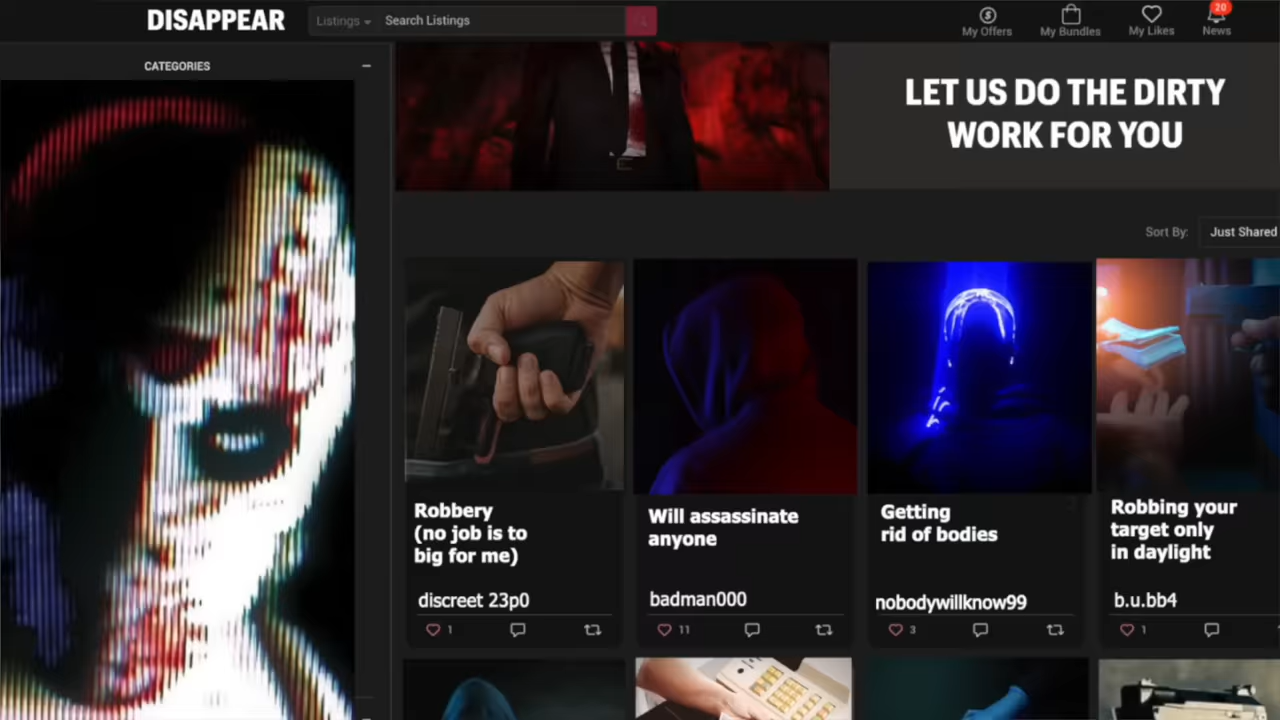 DISAPPEAR
Listings
Search Listings
20
My Offers
My Bundles
My Likes
News
CATEGORIES
LET US DO THE DIRTY
WORK FOR YOU
Sort By:
Just Shared
Robbery
(no job is to
big for me)
discreet 23p0
1
Will assassinate
anyone
badman000
11
Getting
rid of bodies
nobodywillknow99
3
Robbing your
target only
in daylight
b.u.bb4
1